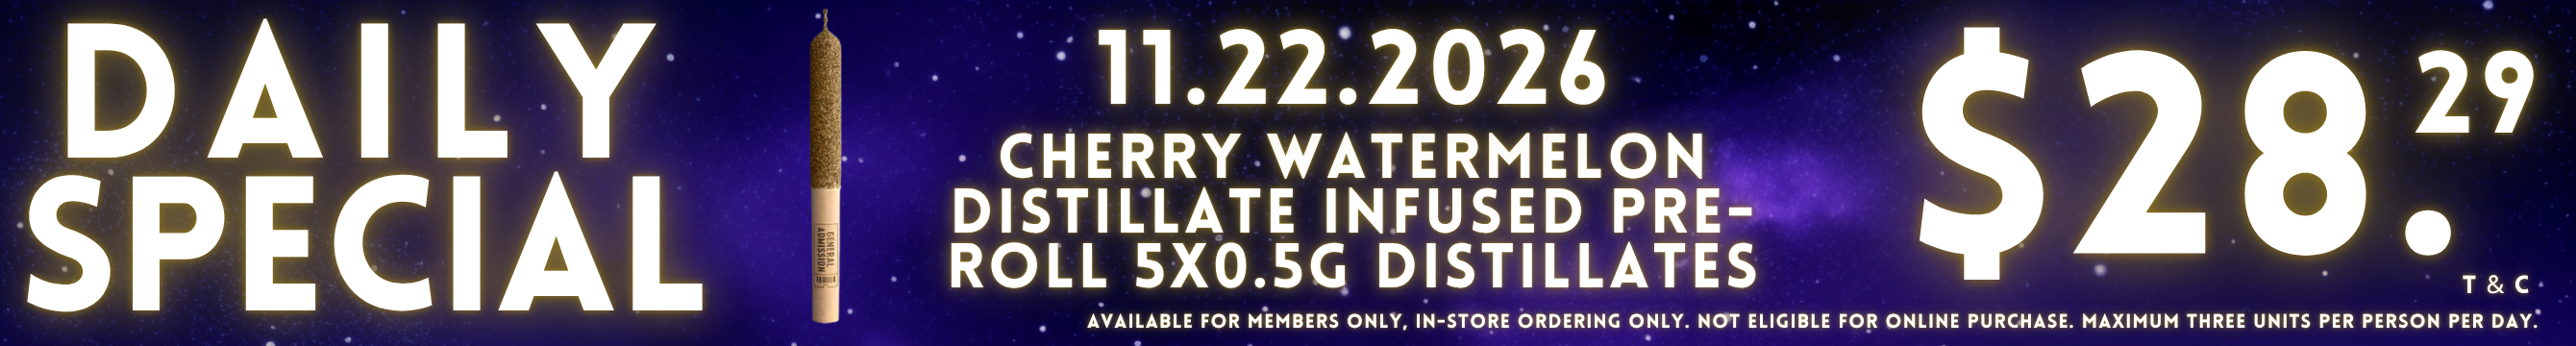 DAILY
SPECIAL
GENERAL
ADMISSION
11.22.2026
CHERRY WATERMELON
DISTILLATE INFUSED PRE-
ROLL 5X0.5G DISTILLATES
$28.29
T & C
AVAILABLE FOR MEMBERS ONLY, IN-STORE ORDERING ONLY. NOT ELIGIBLE FOR ONLINE PURCHASE. MAXIMUM THREE UNITS PER PERSON PER DAY.